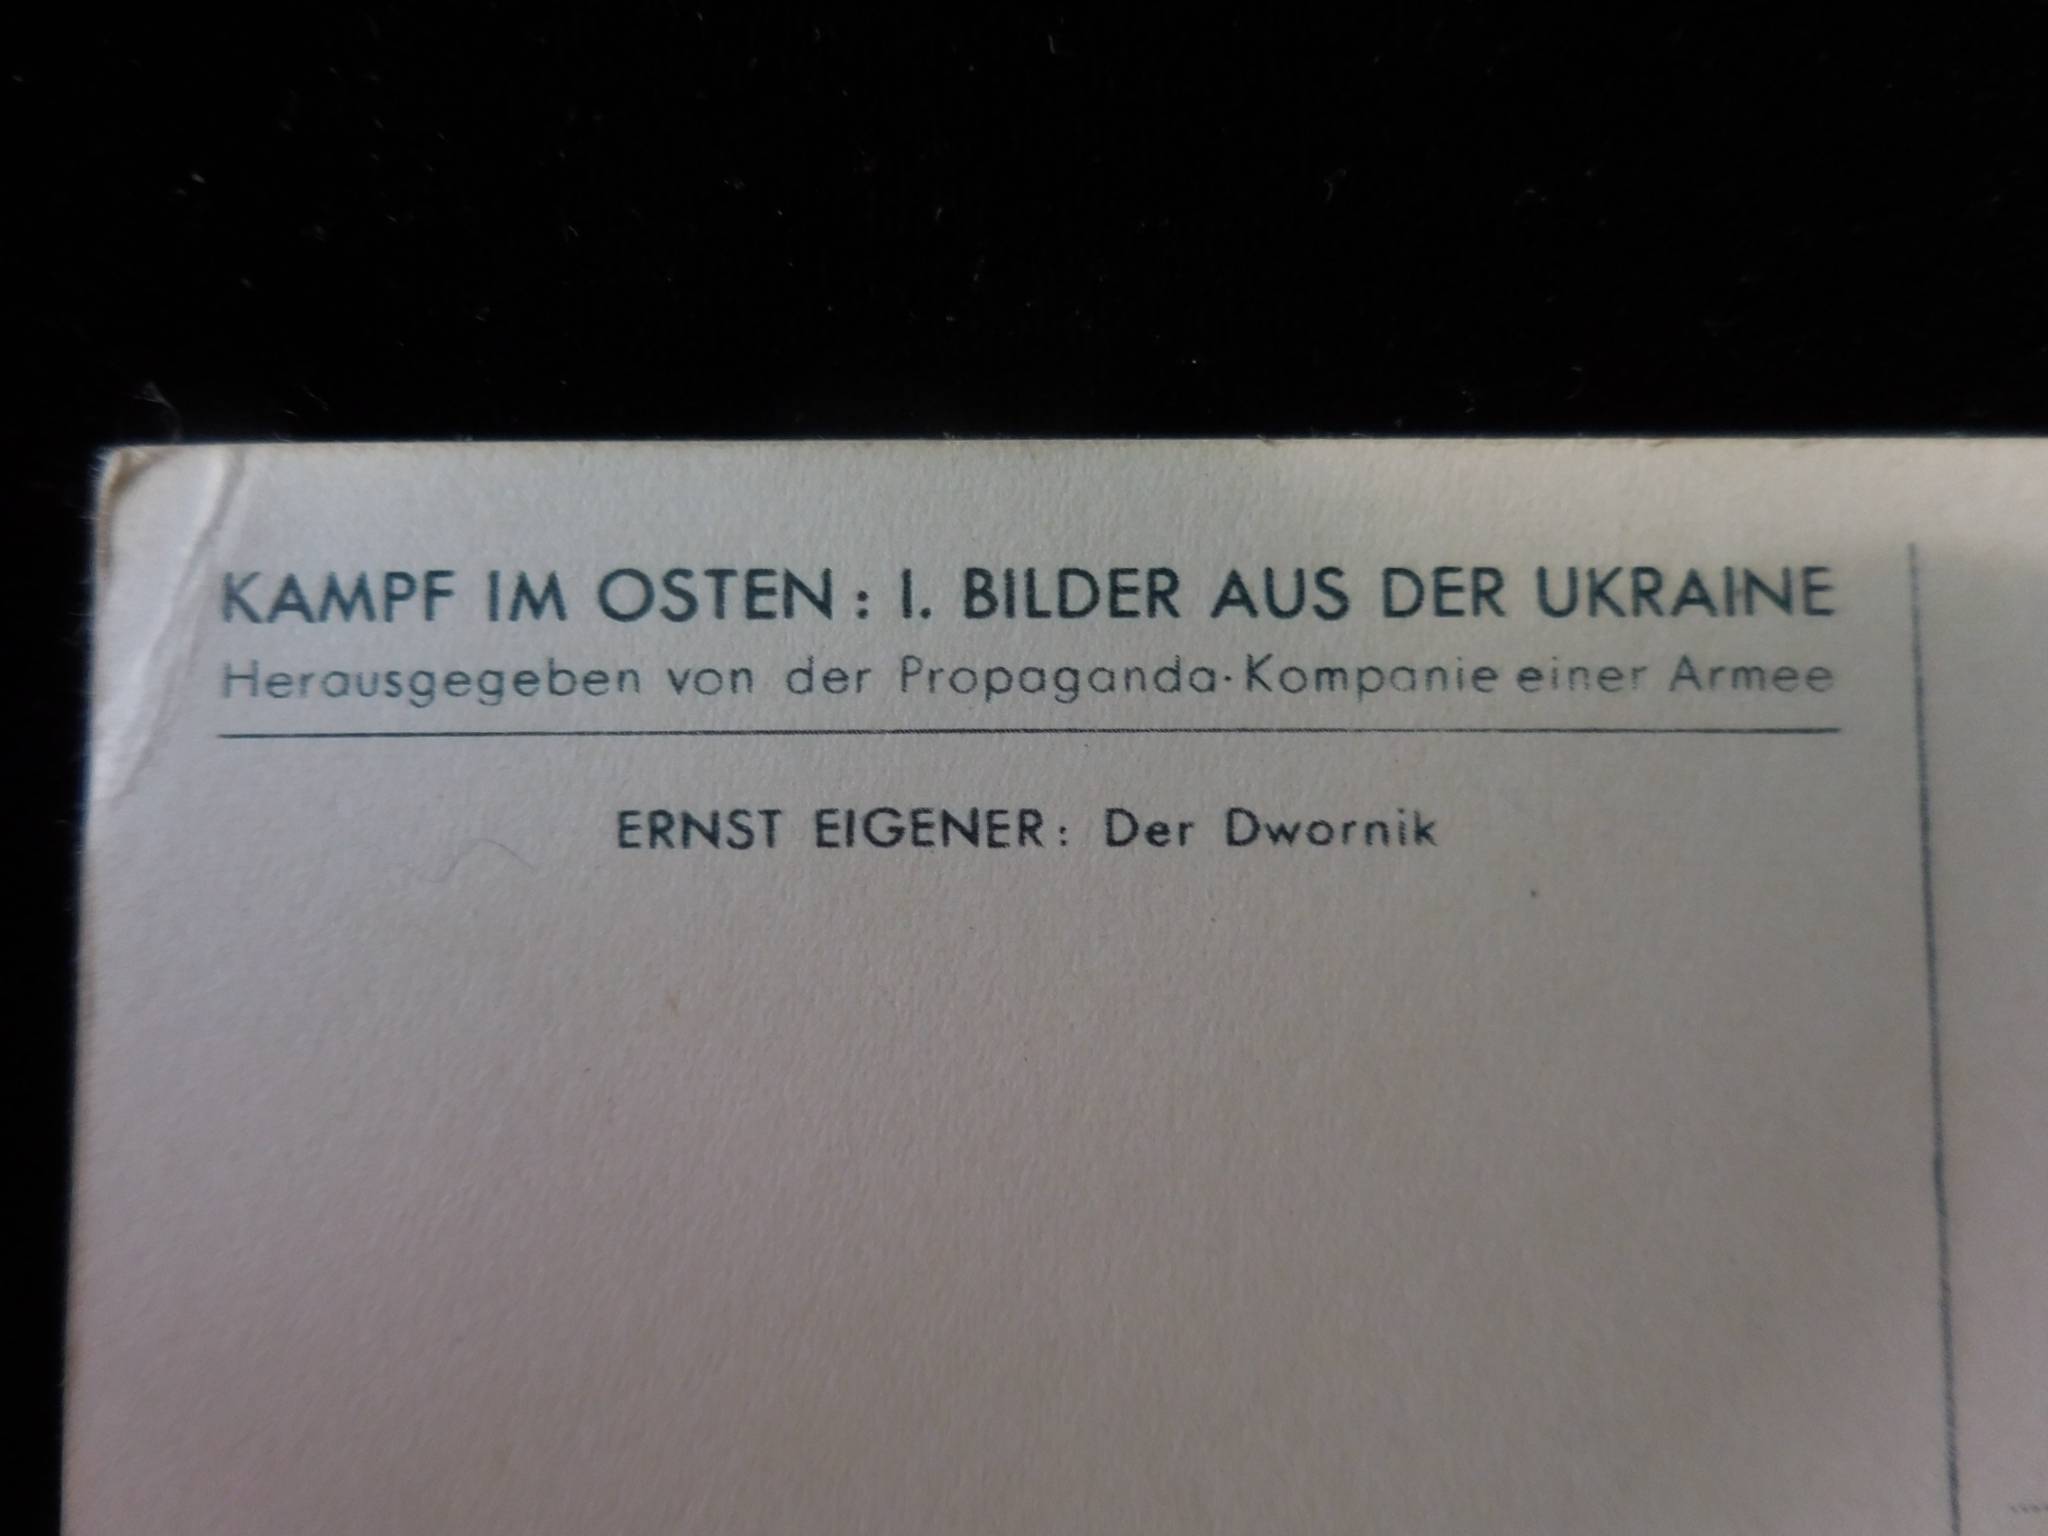 KAMPF IM OSTEN: I. BILDER AUS DER UKRAINE
Herausgegeben von der Propaganda-Kompanie einer Armee
ERNST EIGENER: Der Dwornik